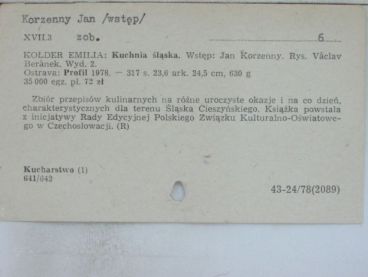 Korzenny Jan /wstęp/
XVII.3 zob. 6
KOŁDER EMILIA: Kuchnia śląska. Wstęp: Jan Korzenny. Rys. Václav
Beránek. Wyd. 2.
Ostrava: Profil 1978. — 317 s. 23,6 ark. 24,5 cm, 630 g
35 000 egz. pł. 72 zł
Zbiór przepisów kulinarnych na różne uroczyste okazje i na co dzień,
charakterystycznych dla terenu Śląska Cieszyńskiego. Książka powstała
z inicjatywy Rady Edycyjnej Polskiego Związku Kulturalno-Oświatowe-
go w Czechosłowacji. (R)
Kucharstwo (1)
641/642
43-24/78(2089)